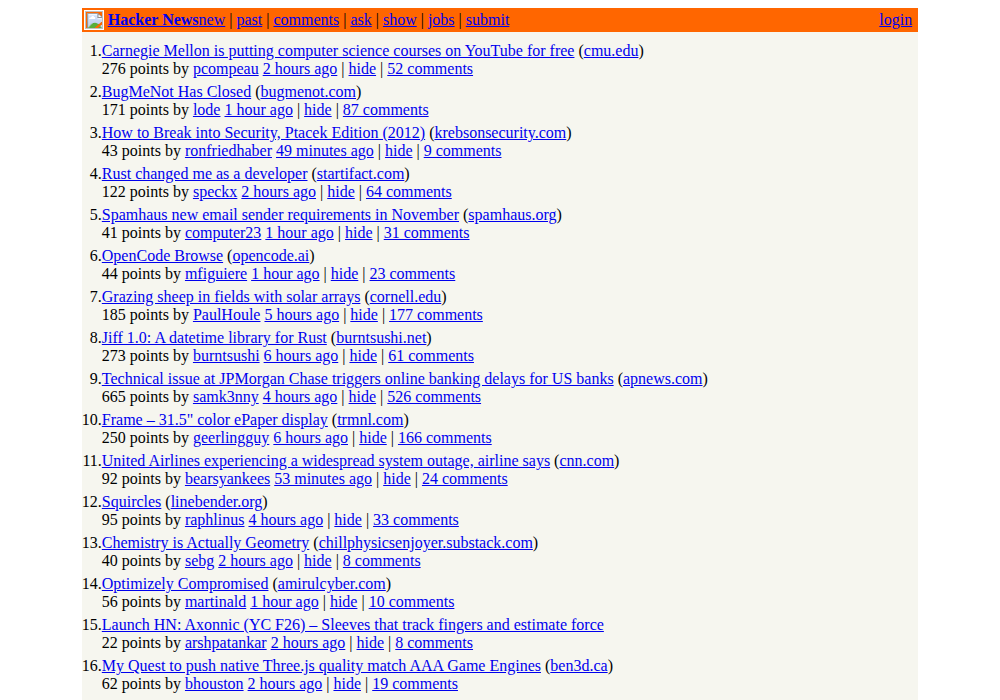 Hacker Newsnew | past | comments | ask | show | jobs | submit login
1.Carnegie Mellon is putting computer science courses on YouTube for free (cmu.edu)
276 points by pcompeau 2 hours ago | hide | 52 comments
2.BugMeNot Has Closed (bugmenot.com)
171 points by lode 1 hour ago | hide | 87 comments
3.How to Break into Security, Ptacek Edition (2012) (krebsonsecurity.com)
43 points by ronfriedhaber 49 minutes ago | hide | 9 comments
4.Rust changed me as a developer (startifact.com)
122 points by speckx 2 hours ago | hide | 64 comments
5.Spamhaus new email sender requirements in November (spamhaus.org)
41 points by computer23 1 hour ago | hide | 31 comments
6.OpenCode Browse (opencode.ai)
44 points by mfiguiere 1 hour ago | hide | 23 comments
7.Grazing sheep in fields with solar arrays (cornell.edu)
185 points by PaulHoule 5 hours ago | hide | 177 comments
8.Jiff 1.0: A datetime library for Rust (burntsushi.net)
273 points by burntsushi 6 hours ago | hide | 61 comments
9.Technical issue at JPMorgan Chase triggers online banking delays for US banks (apnews.com)
665 points by samk3nny 4 hours ago | hide | 526 comments
10.Frame – 31.5" color ePaper display (trmnl.com)
250 points by geerlingguy 6 hours ago | hide | 166 comments
11.United Airlines experiencing a widespread system outage, airline says (cnn.com)
92 points by bearsyankees 53 minutes ago | hide | 24 comments
12.Squircles (linebender.org)
95 points by raphlinus 4 hours ago | hide | 33 comments
13.Chemistry is Actually Geometry (chillphysicsenjoyer.substack.com)
40 points by sebg 2 hours ago | hide | 8 comments
14.Optimizely Compromised (amirulcyber.com)
56 points by martinald 1 hour ago | hide | 10 comments
15.Launch HN: Axonnic (YC F26) – Sleeves that track fingers and estimate force
22 points by arshpatankar 2 hours ago | hide | 8 comments
16.My Quest to push native Three.js quality match AAA Game Engines (ben3d.ca)
62 points by bhouston 2 hours ago | hide | 19 comments